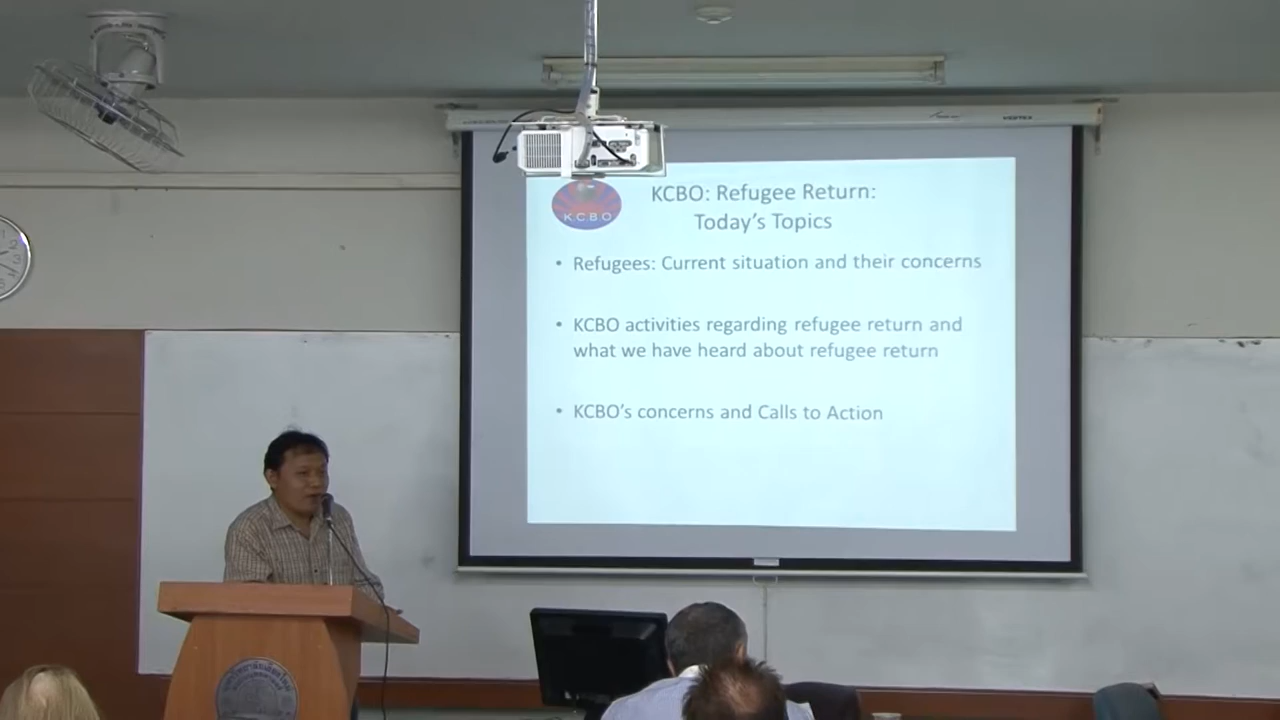 VERTEX
K.C.B.O
KCBO: Refugee Return:
Today's Topics
• Refugees: Current situation and their concerns
• KCBO activities regarding refugee return and
what we have heard about refugee return
• KCBO's concerns and Calls to Action